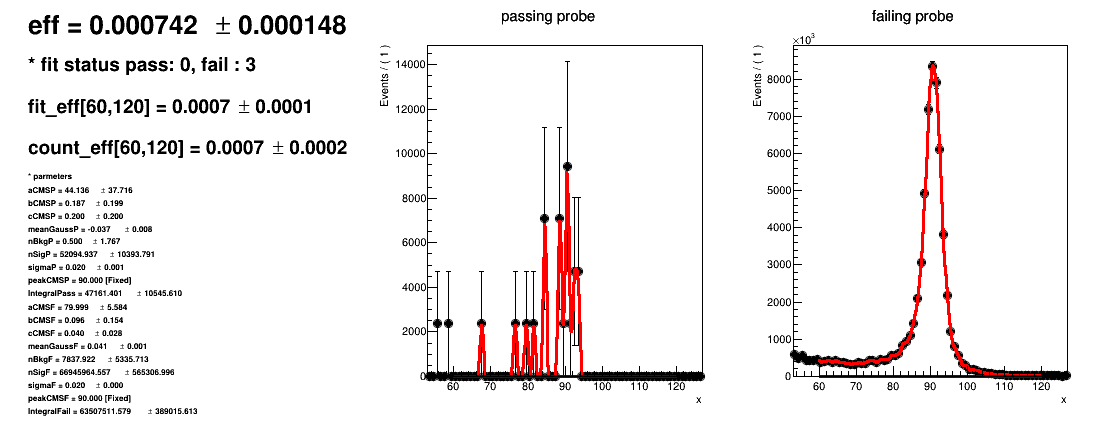 eff = 0.000742 ± 0.000148
* fit status pass: 0, fail : 3
fit_eff[60,120] = 0.0007 ± 0.0001
count_eff[60,120] = 0.0007 ± 0.0002
* parmeters
aCMSP = 44.136 ± 37.716
bCMSP = 0.187 ± 0.199
cCMSP = 0.200 ± 0.200
meanGaussP = -0.037 ± 0.008
nBkgP = 0.500 ± 1.767
nSigP = 52094.937 ± 10393.791
sigmaP = 0.020 ± 0.001
peakCMSP = 90.000 [Fixed]
IntegralPass = 47161.401 ± 10545.610
aCMSF = 79.999 ± 5.584
bCMSF = 0.096 ± 0.154
cCMSF = 0.040 ± 0.028
meanGaussF = 0.041 ± 0.001
nBkgF = 7837.922 ± 5335.713
nSigF = 66945964.557 ± 565306.996
sigmaF = 0.020 ± 0.000
peakCMSF = 90.000 [Fixed]
IntegralFail = 63507511.579 ± 389015.613
passing probe
Events / ( 1 )
14000
12000
10000
8000
6000
4000
2000
0
60 70 80 90 100 110 120
x
failing probe
×10³
Events / ( 1 )
8000
7000
6000
5000
4000
3000
2000
1000
0
60 70 80 90 100 110 120
x